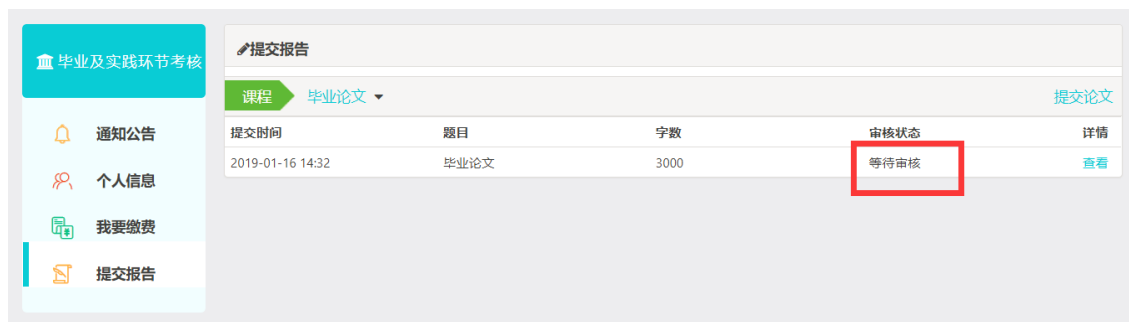 毕业及实践环节考核
通知公告
个人信息
我要缴费
提交报告
提交报告
课程 毕业论文 提交论文
提交时间 题目 字数 审核状态 详情
2019-01-16 14:32 毕业论文 3000 等待审核 查看